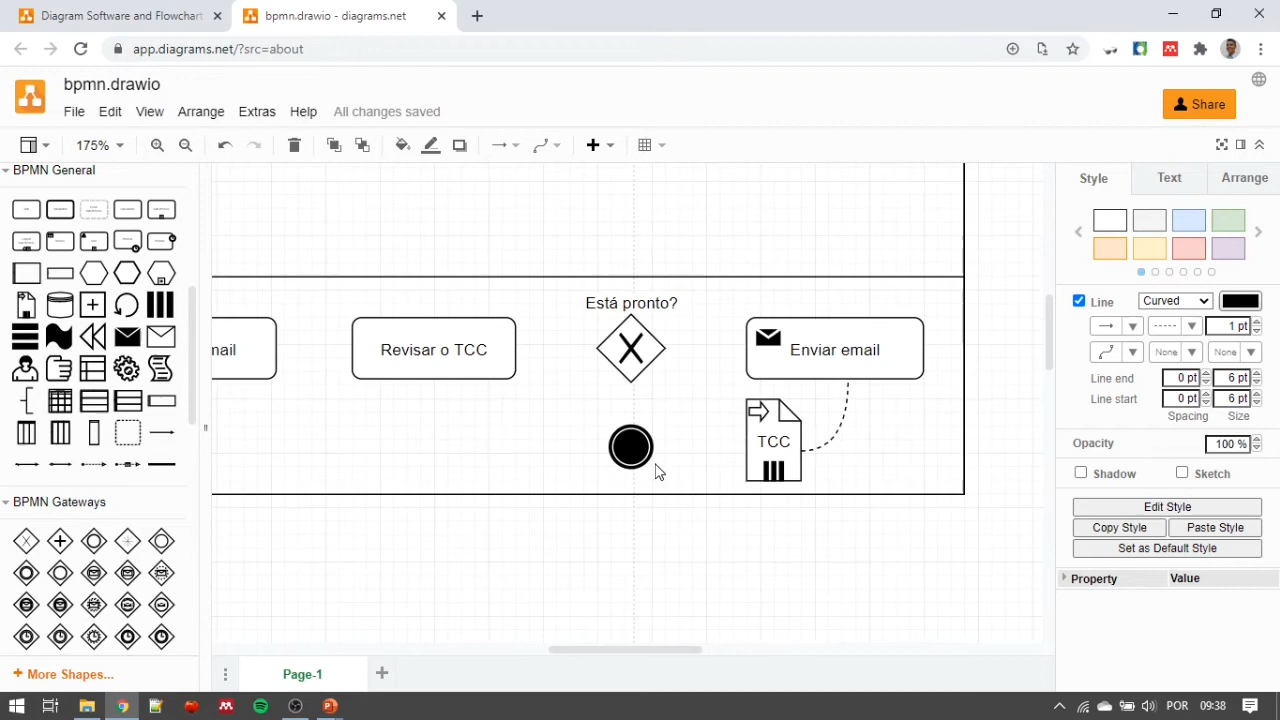 Diagram Software and Flowchart
bpmn.drawio - diagrams.net
app.diagrams.net/?src=about
bpmn.drawio
File Edit View Arrange Extras Help All changes saved
Share
175%
BPMN General
BPMN Gateways
+ More Shapes...
Está pronto?
mail
Revisar o TCC
Enviar email
TCC
Page-1
Style Text Arrange
Line Curved
1 pt
None None
Line end 0 pt 6 pt
Line start 0 pt 6 pt
Spacing Size
Opacity 100 %
Shadow Sketch
Edit Style
Copy Style Paste Style
Set as Default Style
Property Value
POR 09:38